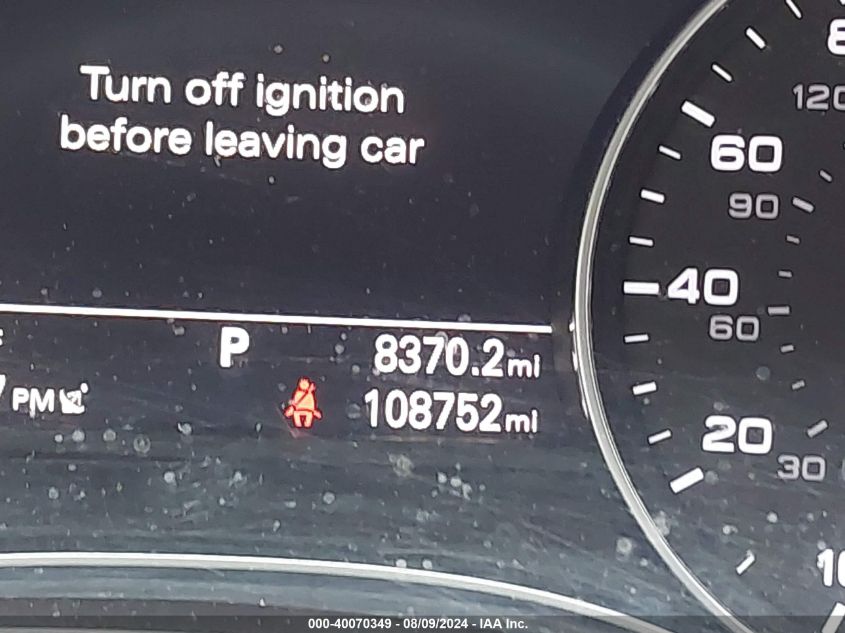 Turn off ignition
before leaving car
P
8370.2mi
PM
108752mi
120
60
90
40
60
20
30
000-40070349 - 08/09/2024 - IAA Inc.